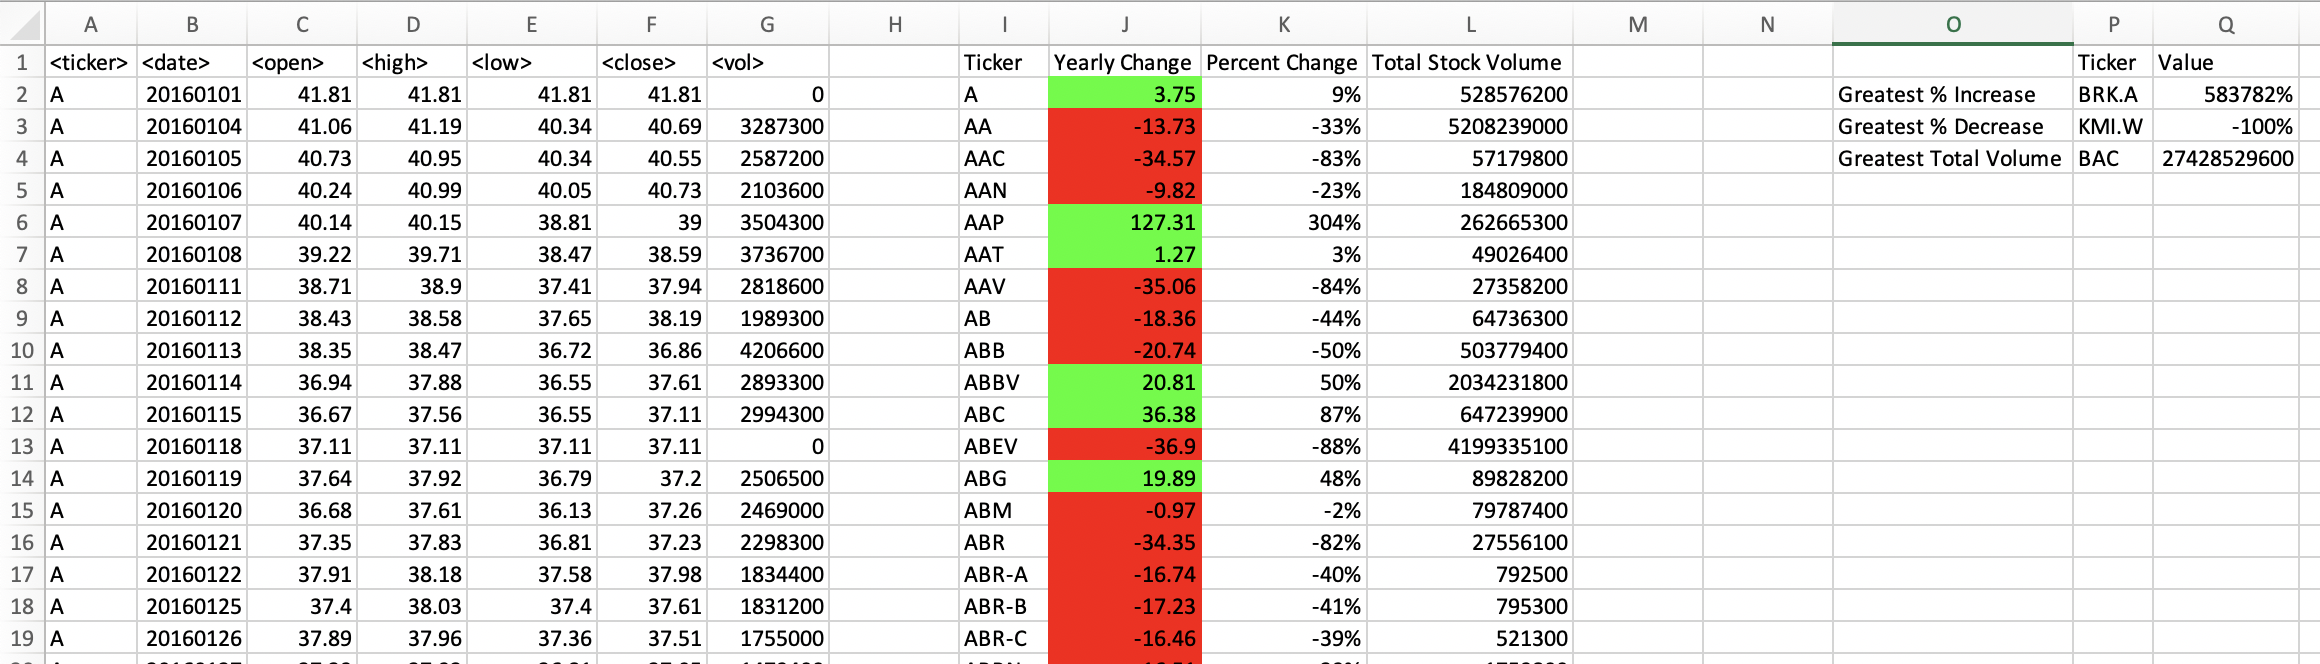 A B C D E F G H I J K L M N O P Q
1 <ticker> <date> <open> <high> <low> <close> <vol> Ticker Yearly Change Percent Change Total Stock Volume Ticker Value
2 A 20160101 41.81 41.81 41.81 41.81 0 A 3.75 9% 528576200 Greatest % Increase BRK.A 583782%
3 A 20160104 41.06 41.19 40.34 40.69 3287300 AA -13.73 -33% 5208239000 Greatest % Decrease KMI.W -100%
4 A 20160105 40.73 40.95 40.34 40.55 2587200 AAC -34.57 -83% 57179800 Greatest Total Volume BAC 27428529600
5 A 20160106 40.24 40.99 40.05 40.73 2103600 AAN -9.82 -23% 184809000
6 A 20160107 40.14 40.15 38.81 39 3504300 AAP 127.31 304% 262665300
7 A 20160108 39.22 39.71 38.47 38.59 3736700 AAT 1.27 3% 49026400
8 A 20160111 38.71 38.9 37.41 37.94 2818600 AAV -35.06 -84% 27358200
9 A 20160112 38.43 38.58 37.65 38.19 1989300 AB -18.36 -44% 64736300
10 A 20160113 38.35 38.47 36.72 36.86 4206600 ABB -20.74 -50% 503779400
11 A 20160114 36.94 37.88 36.55 37.61 2893300 ABBV 20.81 50% 2034231800
12 A 20160115 36.67 37.56 36.55 37.11 2994300 ABC 36.38 87% 647239900
13 A 20160118 37.11 37.11 37.11 37.11 0 ABEV -36.9 -88% 4199335100
14 A 20160119 37.64 37.92 36.79 37.2 2506500 ABG 19.89 48% 89828200
15 A 20160120 36.68 37.61 36.13 37.26 2469000 ABM -0.97 -2% 79787400
16 A 20160121 37.35 37.83 36.81 37.23 2298300 ABR -34.35 -82% 27556100
17 A 20160122 37.91 38.18 37.58 37.98 1834400 ABR-A -16.74 -40% 792500
18 A 20160125 37.4 38.03 37.4 37.61 1831200 ABR-B -17.23 -41% 795300
19 A 20160126 37.89 37.96 37.36 37.51 1755000 ABR-C -16.46 -39% 521300